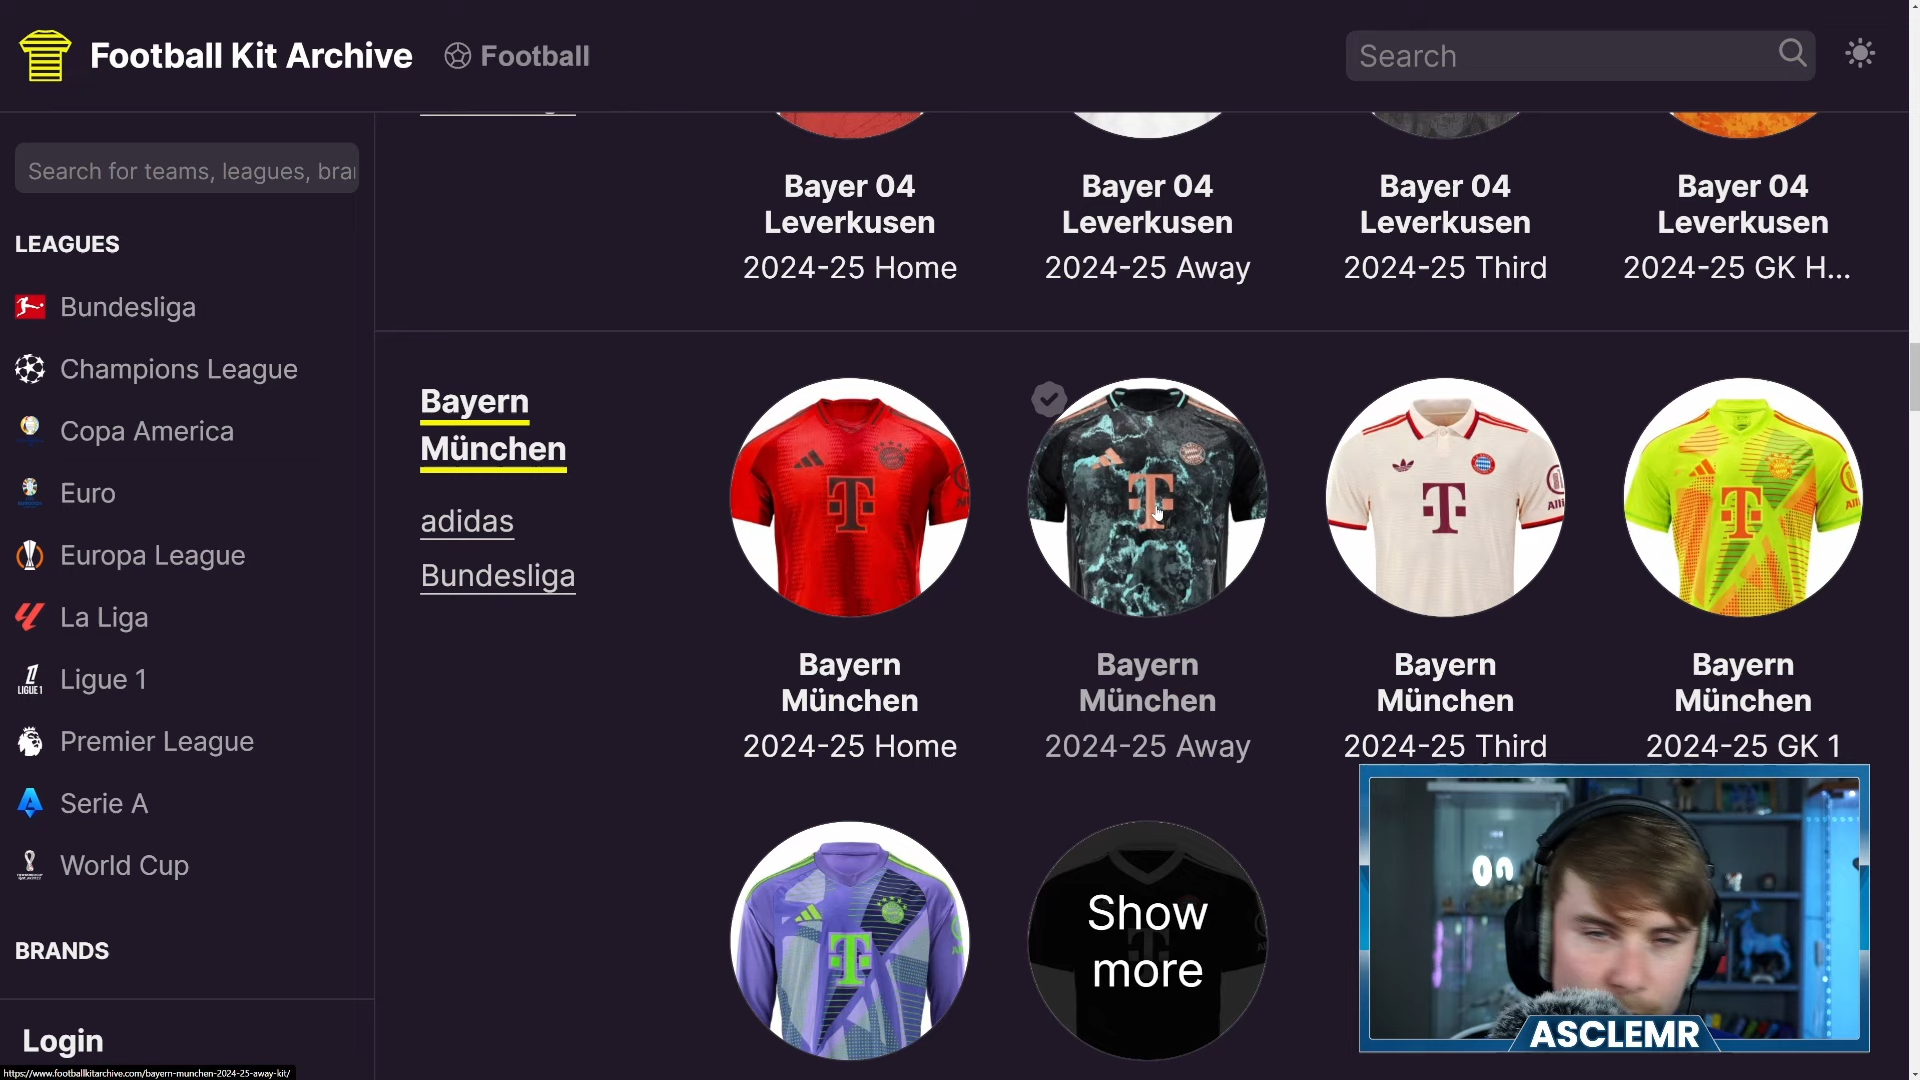 Football Kit Archive
Football
Search
Search for teams, leagues, bra
LEAGUES
Bundesliga
Champions League
Copa America
Euro
Europa League
La Liga
LIGUE 1
Ligue 1
Premier League
Serie A
World Cup
BRANDS
Login
Bayer 04
Leverkusen
2024-25 Home
Bayer 04
Leverkusen
2024-25 Away
Bayer 04
Leverkusen
2024-25 Third
Bayer 04
Leverkusen
2024-25 GK H...
Bayern
München
adidas
Bundesliga
T
T
T
T
Bayern
München
2024-25 Home
Bayern
München
2024-25 Away
Bayern
München
2024-25 Third
Bayern
München
2024-25 GK 1
T
Show
more
on
ASCLEMR
https://www.footballkitarchive.com/bayern-munchen-2024-25-away-kit/